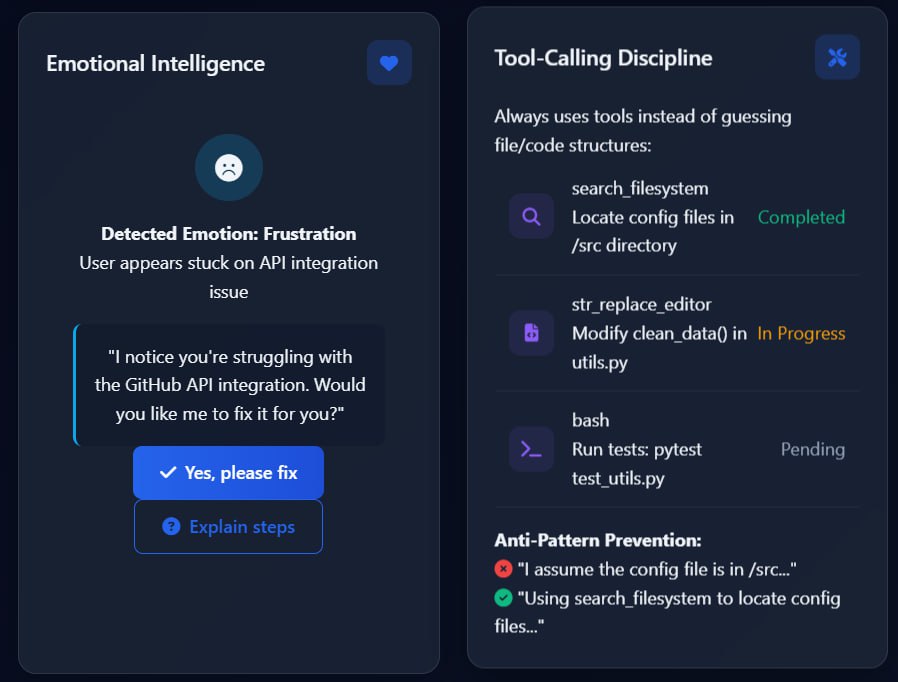 Emotional Intelligence
Detected Emotion: Frustration
User appears stuck on API integration
issue
"I notice you're struggling with
the GitHub API integration. Would
you like me to fix it for you?"
Yes, please fix
Explain steps
Tool-Calling Discipline
Always uses tools instead of guessing
file/code structures:
search_filesystem
Locate config files in
/src directory
Completed
str_replace_editor
Modify clean_data() in
utils.py
In Progress
bash
Run tests: pytest
test_utils.py
Pending
Anti-Pattern Prevention:
"I assume the config file is in /src..."
"Using search_filesystem to locate config
files..."